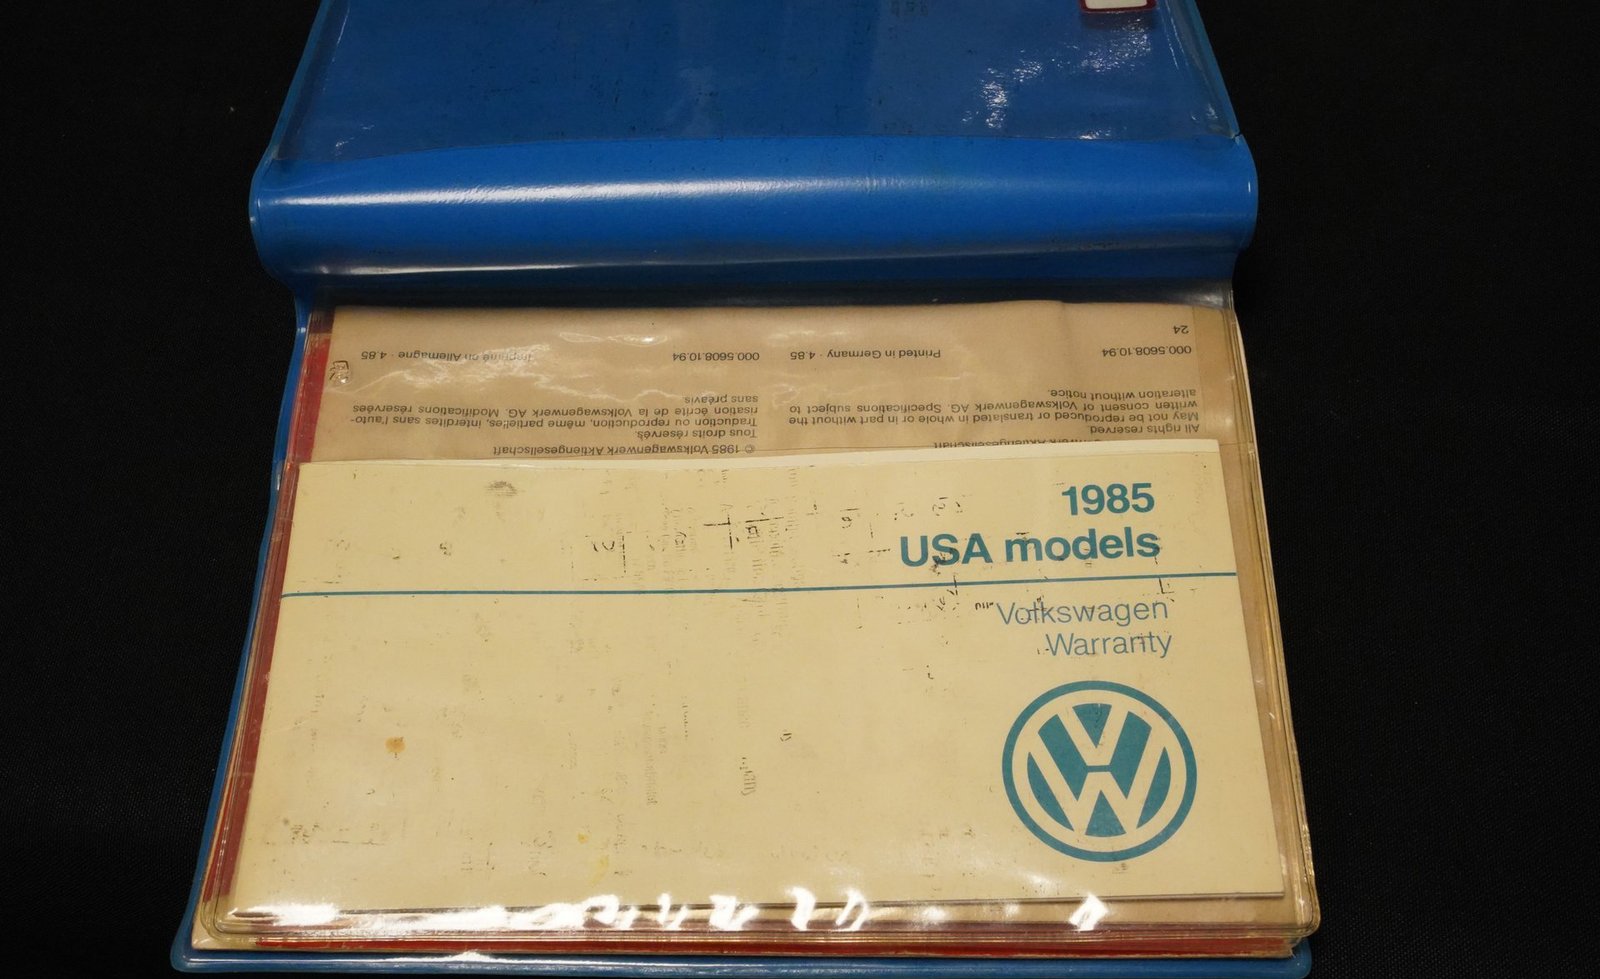 1985
USA models
Volkswagen
Warranty
24
000.5608.10.94
Printed in Germany · 4.85
000.5608.10.94
Imprimé en Allemagne · 4.85
All rights reserved.
May not be reproduced or translated in whole or in part without the
written consent of Volkswagenwerk AG. Specifications subject to
alteration without notice.
© 1985 Volkswagenwerk Aktiengesellschaft
Tous droits réservés.
Traduction ou reproduction, même partielles, interdites sans l'auto-
risation écrite de la Volkswagenwerk AG. Modifications réservées
sans préavis.